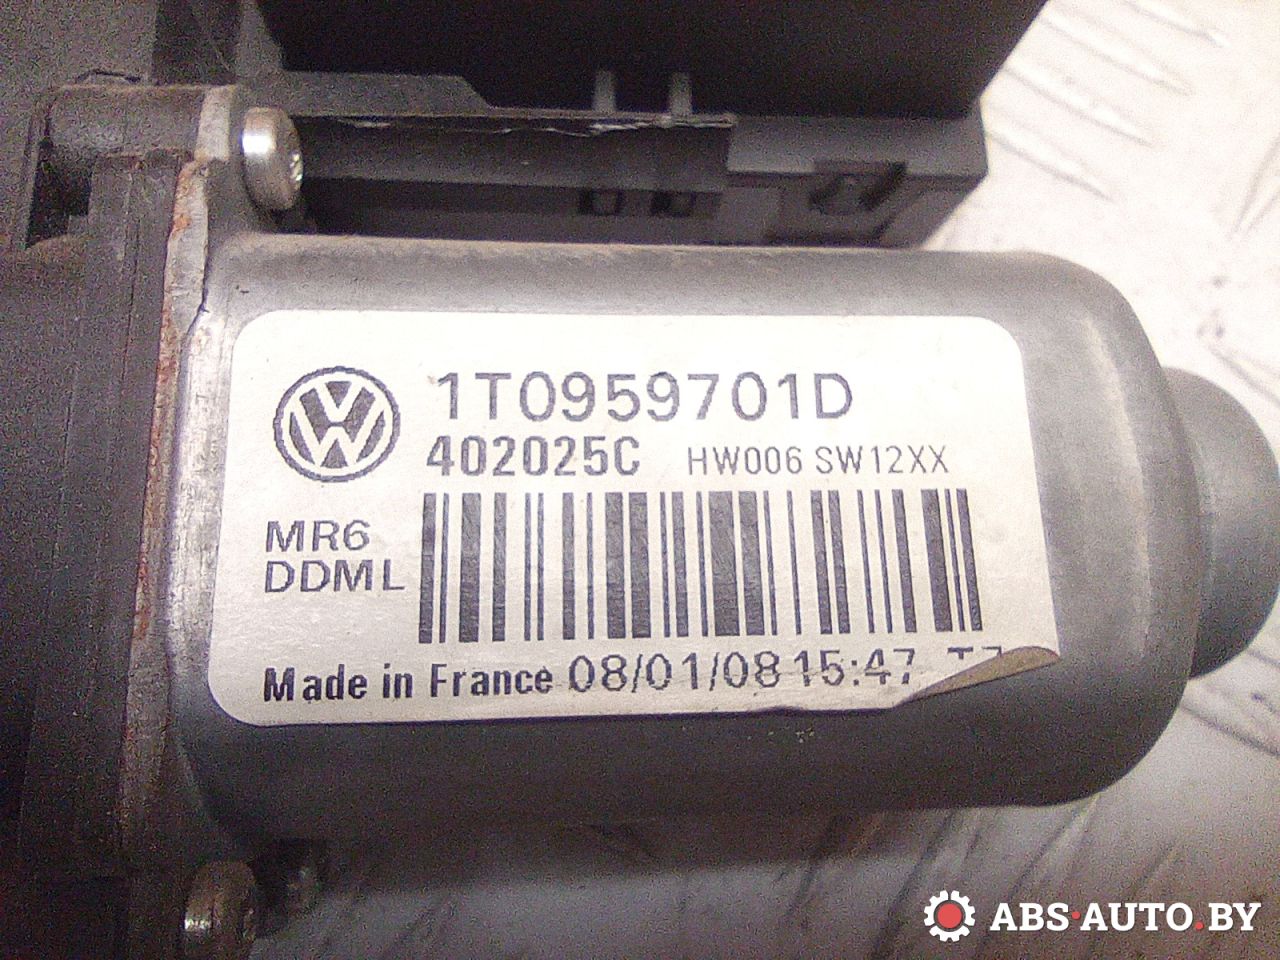 1T0959701D
402025C HW006 SW12XX
MR6
DDML
Made in France 08/01/08 15:47
ABS·AUTO.BY